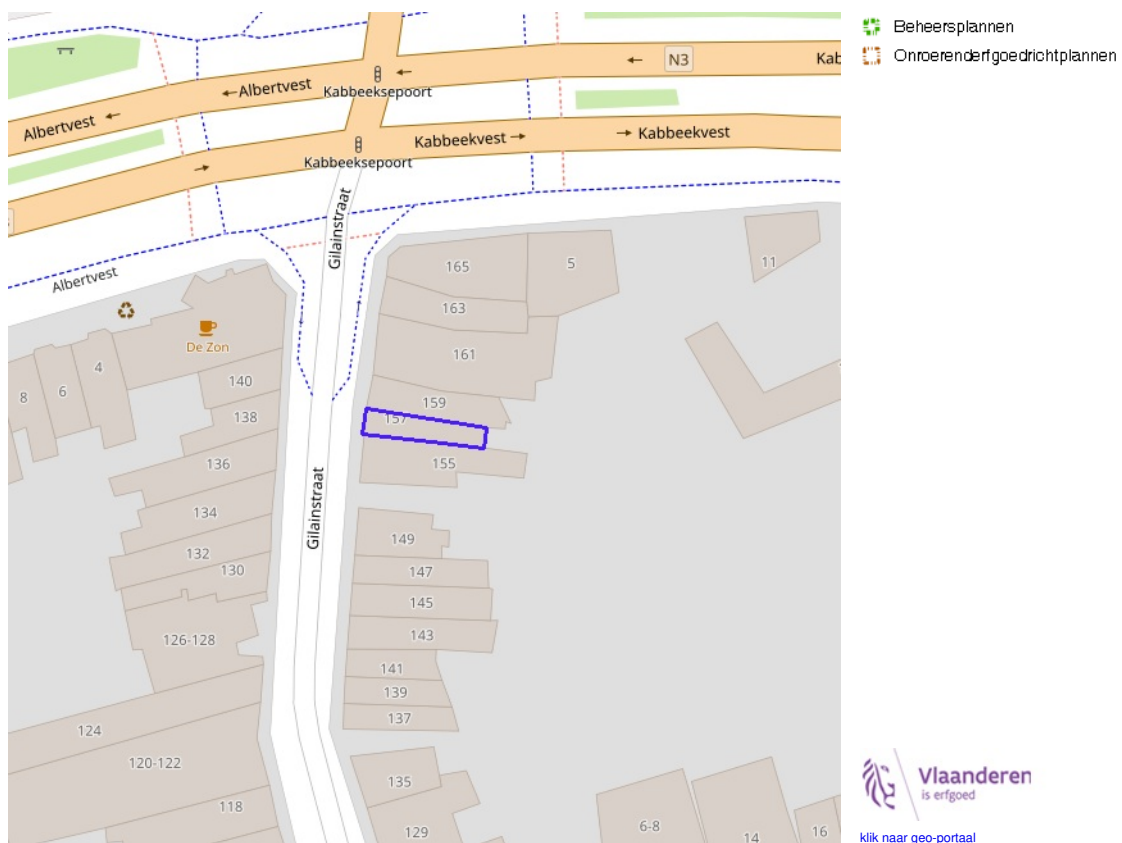 Beheersplannen
Onroerenderfgoedrichtplannen
N3
Kab
Albertvest
Kabbeeksepoort
Albertvest
Kabbeekvest
Kabbeekvest
Kabbeeksepoort
Gilainstraat
Albertvest
165
5
11
163
De Zon
161
4
6
8
140
159
138
157
136
155
134
Gilainstraat
149
132
130
147
145
126-128
143
141
139
137
124
120-122
135
118
129
6-8
14
16
Vlaanderen
is erfgoed
klik naar geo-portaal